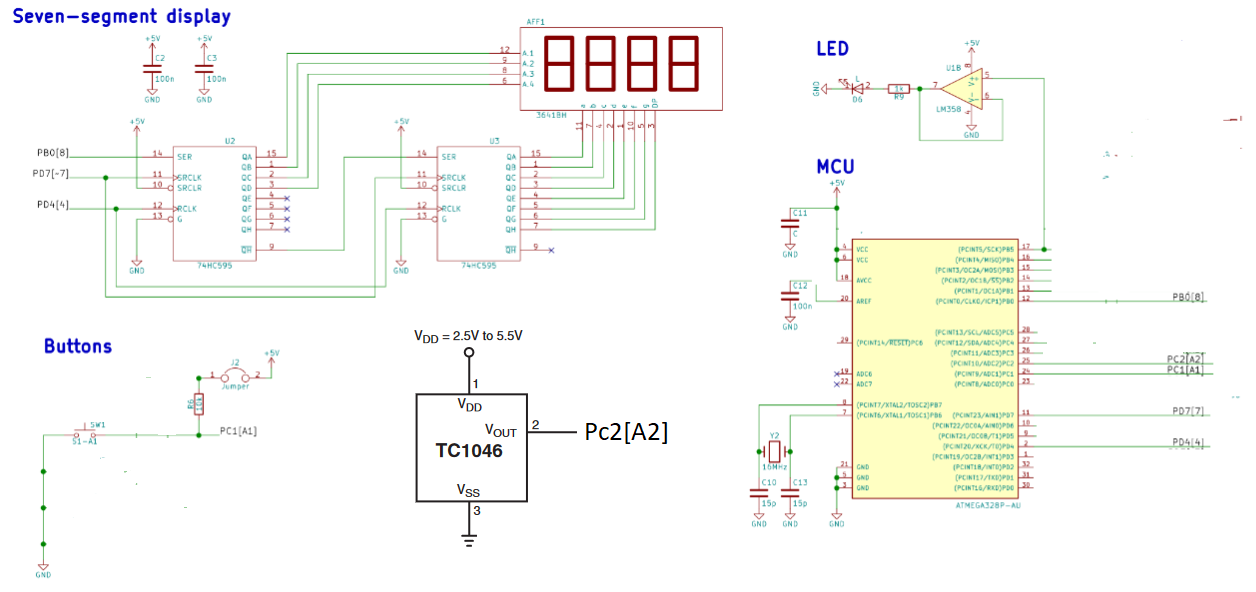 Seven-segment display
+5V
+5V
C2
100n
GND
C3
100n
GND
AFF1
12 A.1
9 A.2
8 A.3
6 A.4
a b c d e f g DP
11 7 4 2 1 10 5 3
3641BH
+5V
U2
PB0[8]
PD7[-7]
PD4[4]
14 SER QA 15
QB 1
11 SRCLK QC 2
10 SRCLR QD 3
QE 4
12 RCLK QF 5
13 G QG 6
QH 7
QH 9
74HC595
GND
+5V
U3
14 SER QA 15
QB 1
11 SRCLK QC 2
10 SRCLR QD 3
QE 4
12 RCLK QF 5
13 G QG 6
QH 7
QH 9
74HC595
GND
LED
+5V
U1B
8
V+
V-
5
6
7
4
LM358
GND
GND
L
2
D6
R9
MCU
+5V
C11
C
GND
C12
100n
GND
4 VCC
6 VCC
18 AVCC
20 AREF
29 (PCINT14/RESET)PC6
19 ADC6
22 ADC7
8 (PCINT7/XTAL2/TOSC2)PB7
7 (PCINT6/XTAL1/TOSC1)PB6
21 GND
5 GND
3 GND
(PCINT5/SCK)PB5 17
(PCINT4/MISO)PB4 16
(PCINT3/OC2A/MOSI)PB3 15
(PCINT2/OC1B/SS)PB2 14
(PCINT1/OC1A)PB1 13
(PCINT0/CLKO/ICP1)PB0 12
(PCINT13/SCL/ADC5)PC5 28
(PCINT12/SDA/ADC4)PC4 27
(PCINT11/ADC3)PC3 26
(PCINT10/ADC2)PC2 25
(PCINT9/ADC1)PC1 24
(PCINT8/ADC0)PC0 23
(PCINT23/AIN1)PD7 11
(PCINT22/OC0A/AIN0)PD6 10
(PCINT21/OC0B/T1)PD5 9
(PCINT20/XCK/T0)PD4 2
(PCINT19/OC2B/INT1)PD3 1
(PCINT18/INT0)PD2 32
(PCINT17/TXD)PD1 31
(PCINT16/RXD)PD0 30
ATMEGA328P-AU
PB0[8]
PC2[A2]
PC1[A1]
PD7[7]
PD4[4]
Y2
16MHz
C10
15p
C13
15p
GND
GND
GND
Buttons
J2
+5V
1
2
Jumper
R6
10k
SW1
S1-A1
PC1[A1]
GND
VDD = 2.5V to 5.5V
1
VDD
VOUT
2
Pc2[A2]
TC1046
VSS
3